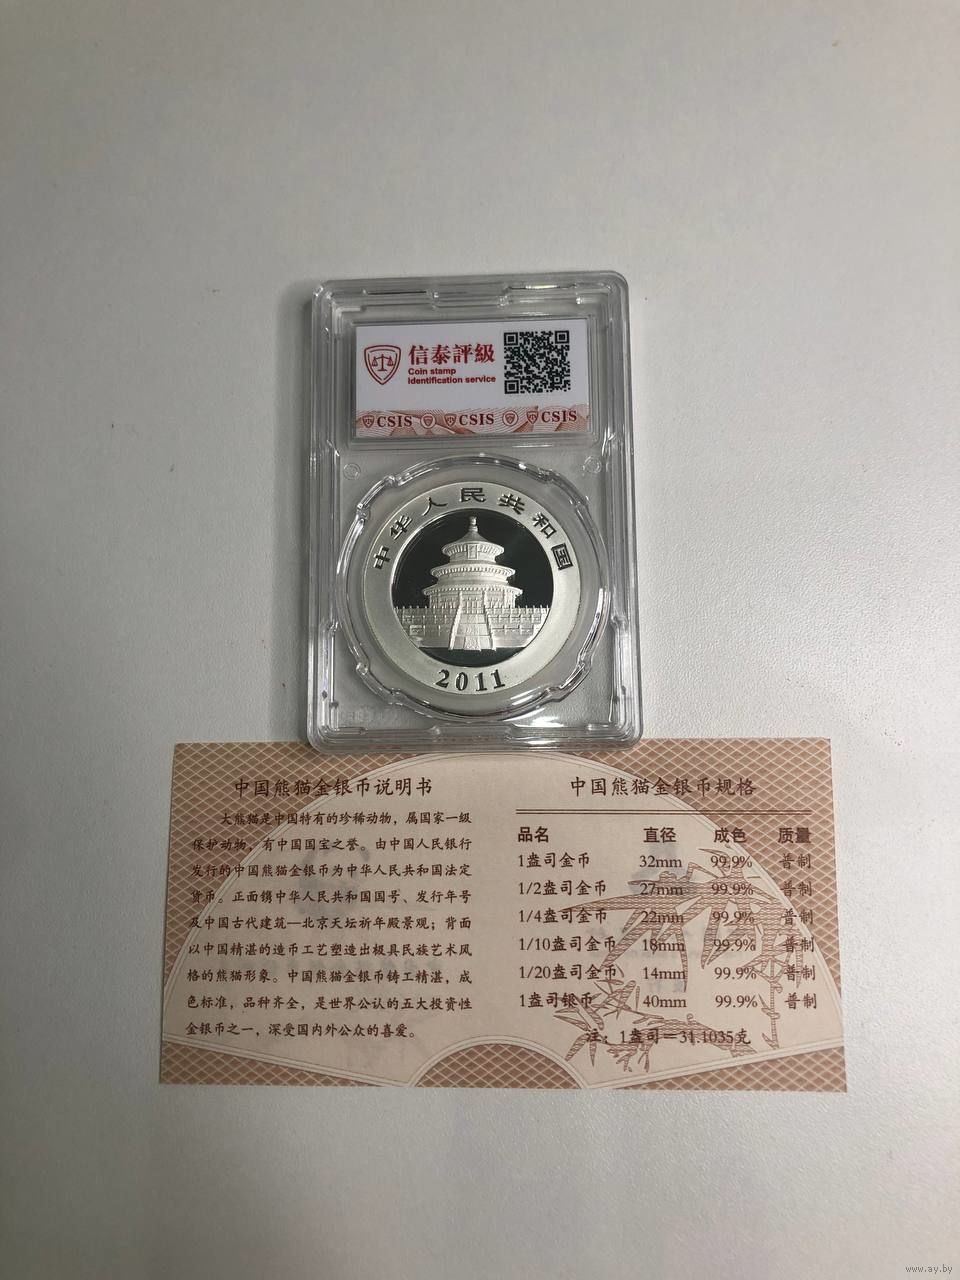 信泰評級
Coin stamp
Identification service
CSIS CSIS CSIS
中华人民共和国
2011
中国熊猫金银币说明书
大熊猫是中国特有的珍稀动物，属国家一级
保护动物，有中国国宝之誉。由中国人民银行
发行的中国熊猫金银币为中华人民共和国法定
货币。正面镌中华人民共和国国号、发行年号
及中国古代建筑—北京天坛祈年殿景观；背面
以中国精湛的造币工艺塑造出极具民族艺术风
格的熊猫形象。中国熊猫金银币铸工精湛，成
色标准，品种齐全，是世界公认的五大投资性
金银币之一，深受国内外公众的喜爱。
中国熊猫金银币规格
品名 直径 成色 质量
1盎司金币 32mm 99.9% 普制
1/2盎司金币 27mm 99.9% 普制
1/4盎司金币 22mm 99.9% 普制
1/10盎司金币 18mm 99.9% 普制
1/20盎司金币 14mm 99.9% 普制
1盎司银币 40mm 99.9% 普制
注：1盎司＝31.1035克
www.ay.by